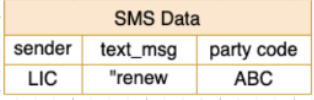 SMS Data
sender text_msg party code
LIC "renew ABC